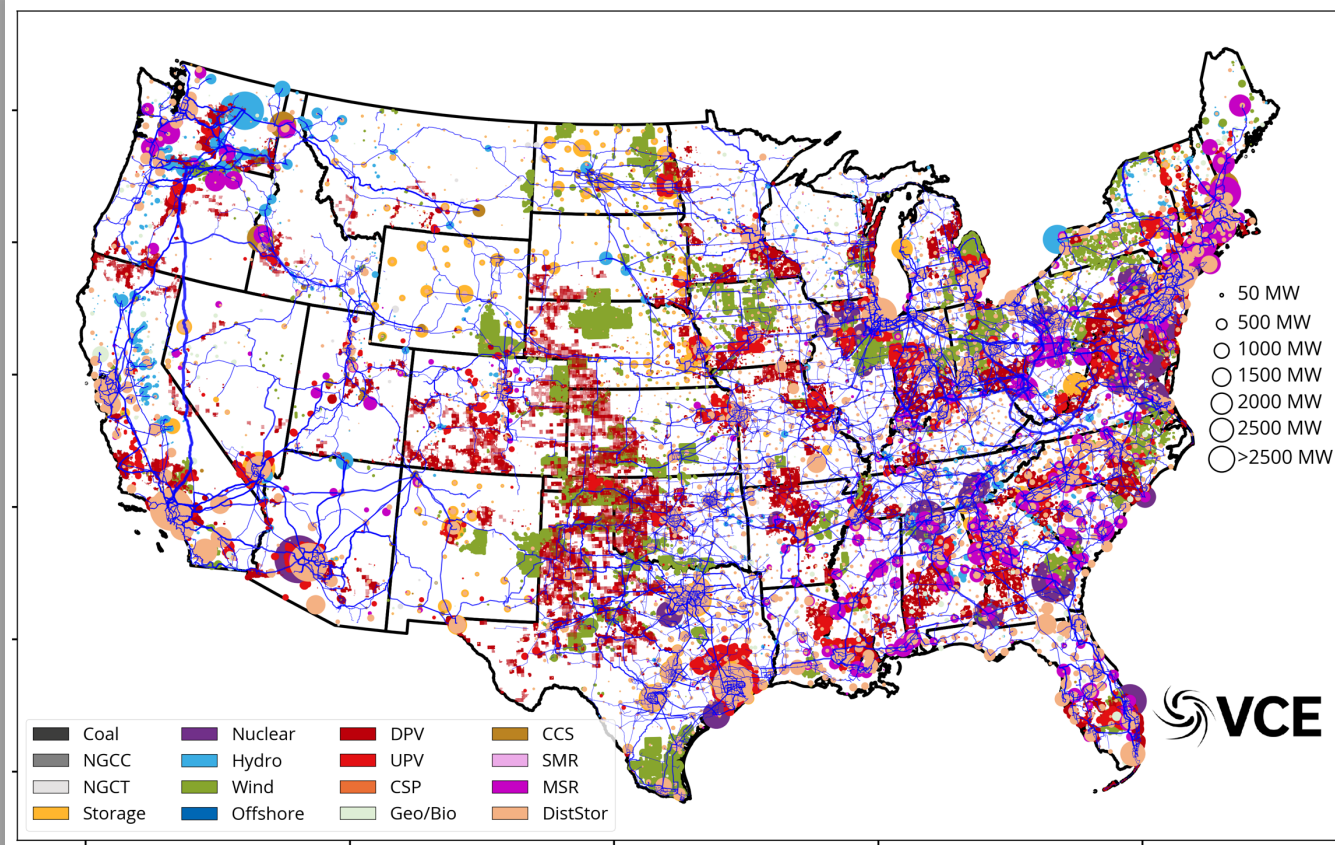 50 MW
500 MW
1000 MW
1500 MW
2000 MW
2500 MW
>2500 MW
VCE
Coal
Nuclear
DPV
CCS
NGCC
Hydro
UPV
SMR
NGCT
Wind
CSP
MSR
Storage
Offshore
Geo/Bio
DistStor